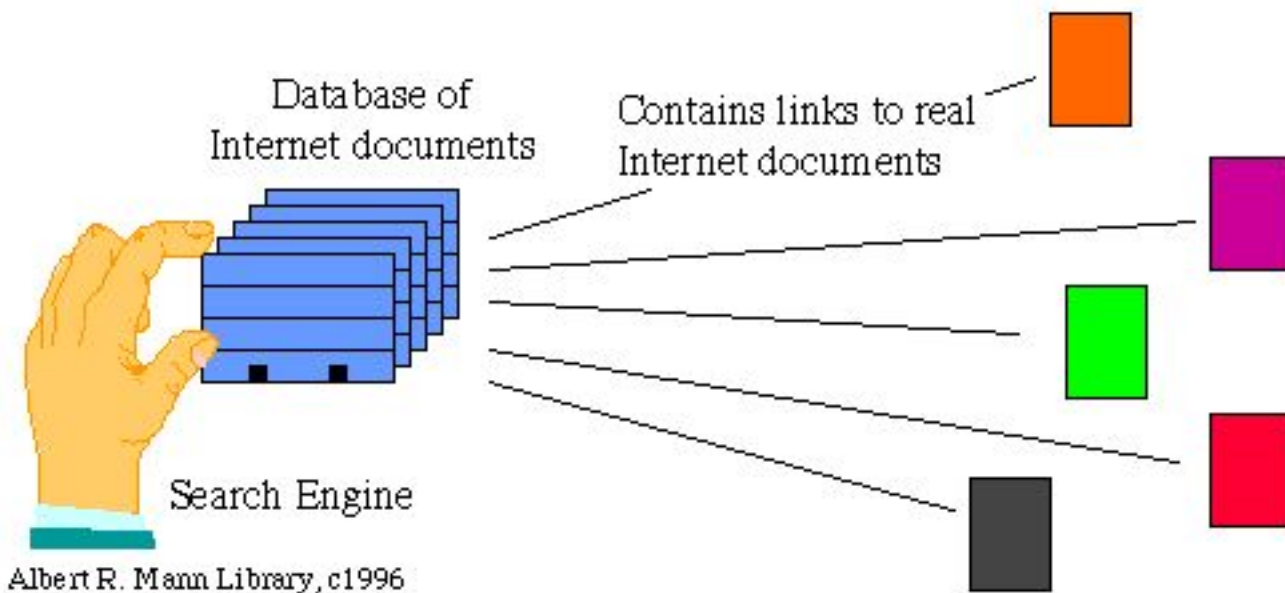 Database of
Internet documents
Contains links to real
Internet documents
Search Engine
Albert R. Mann Library, c1996